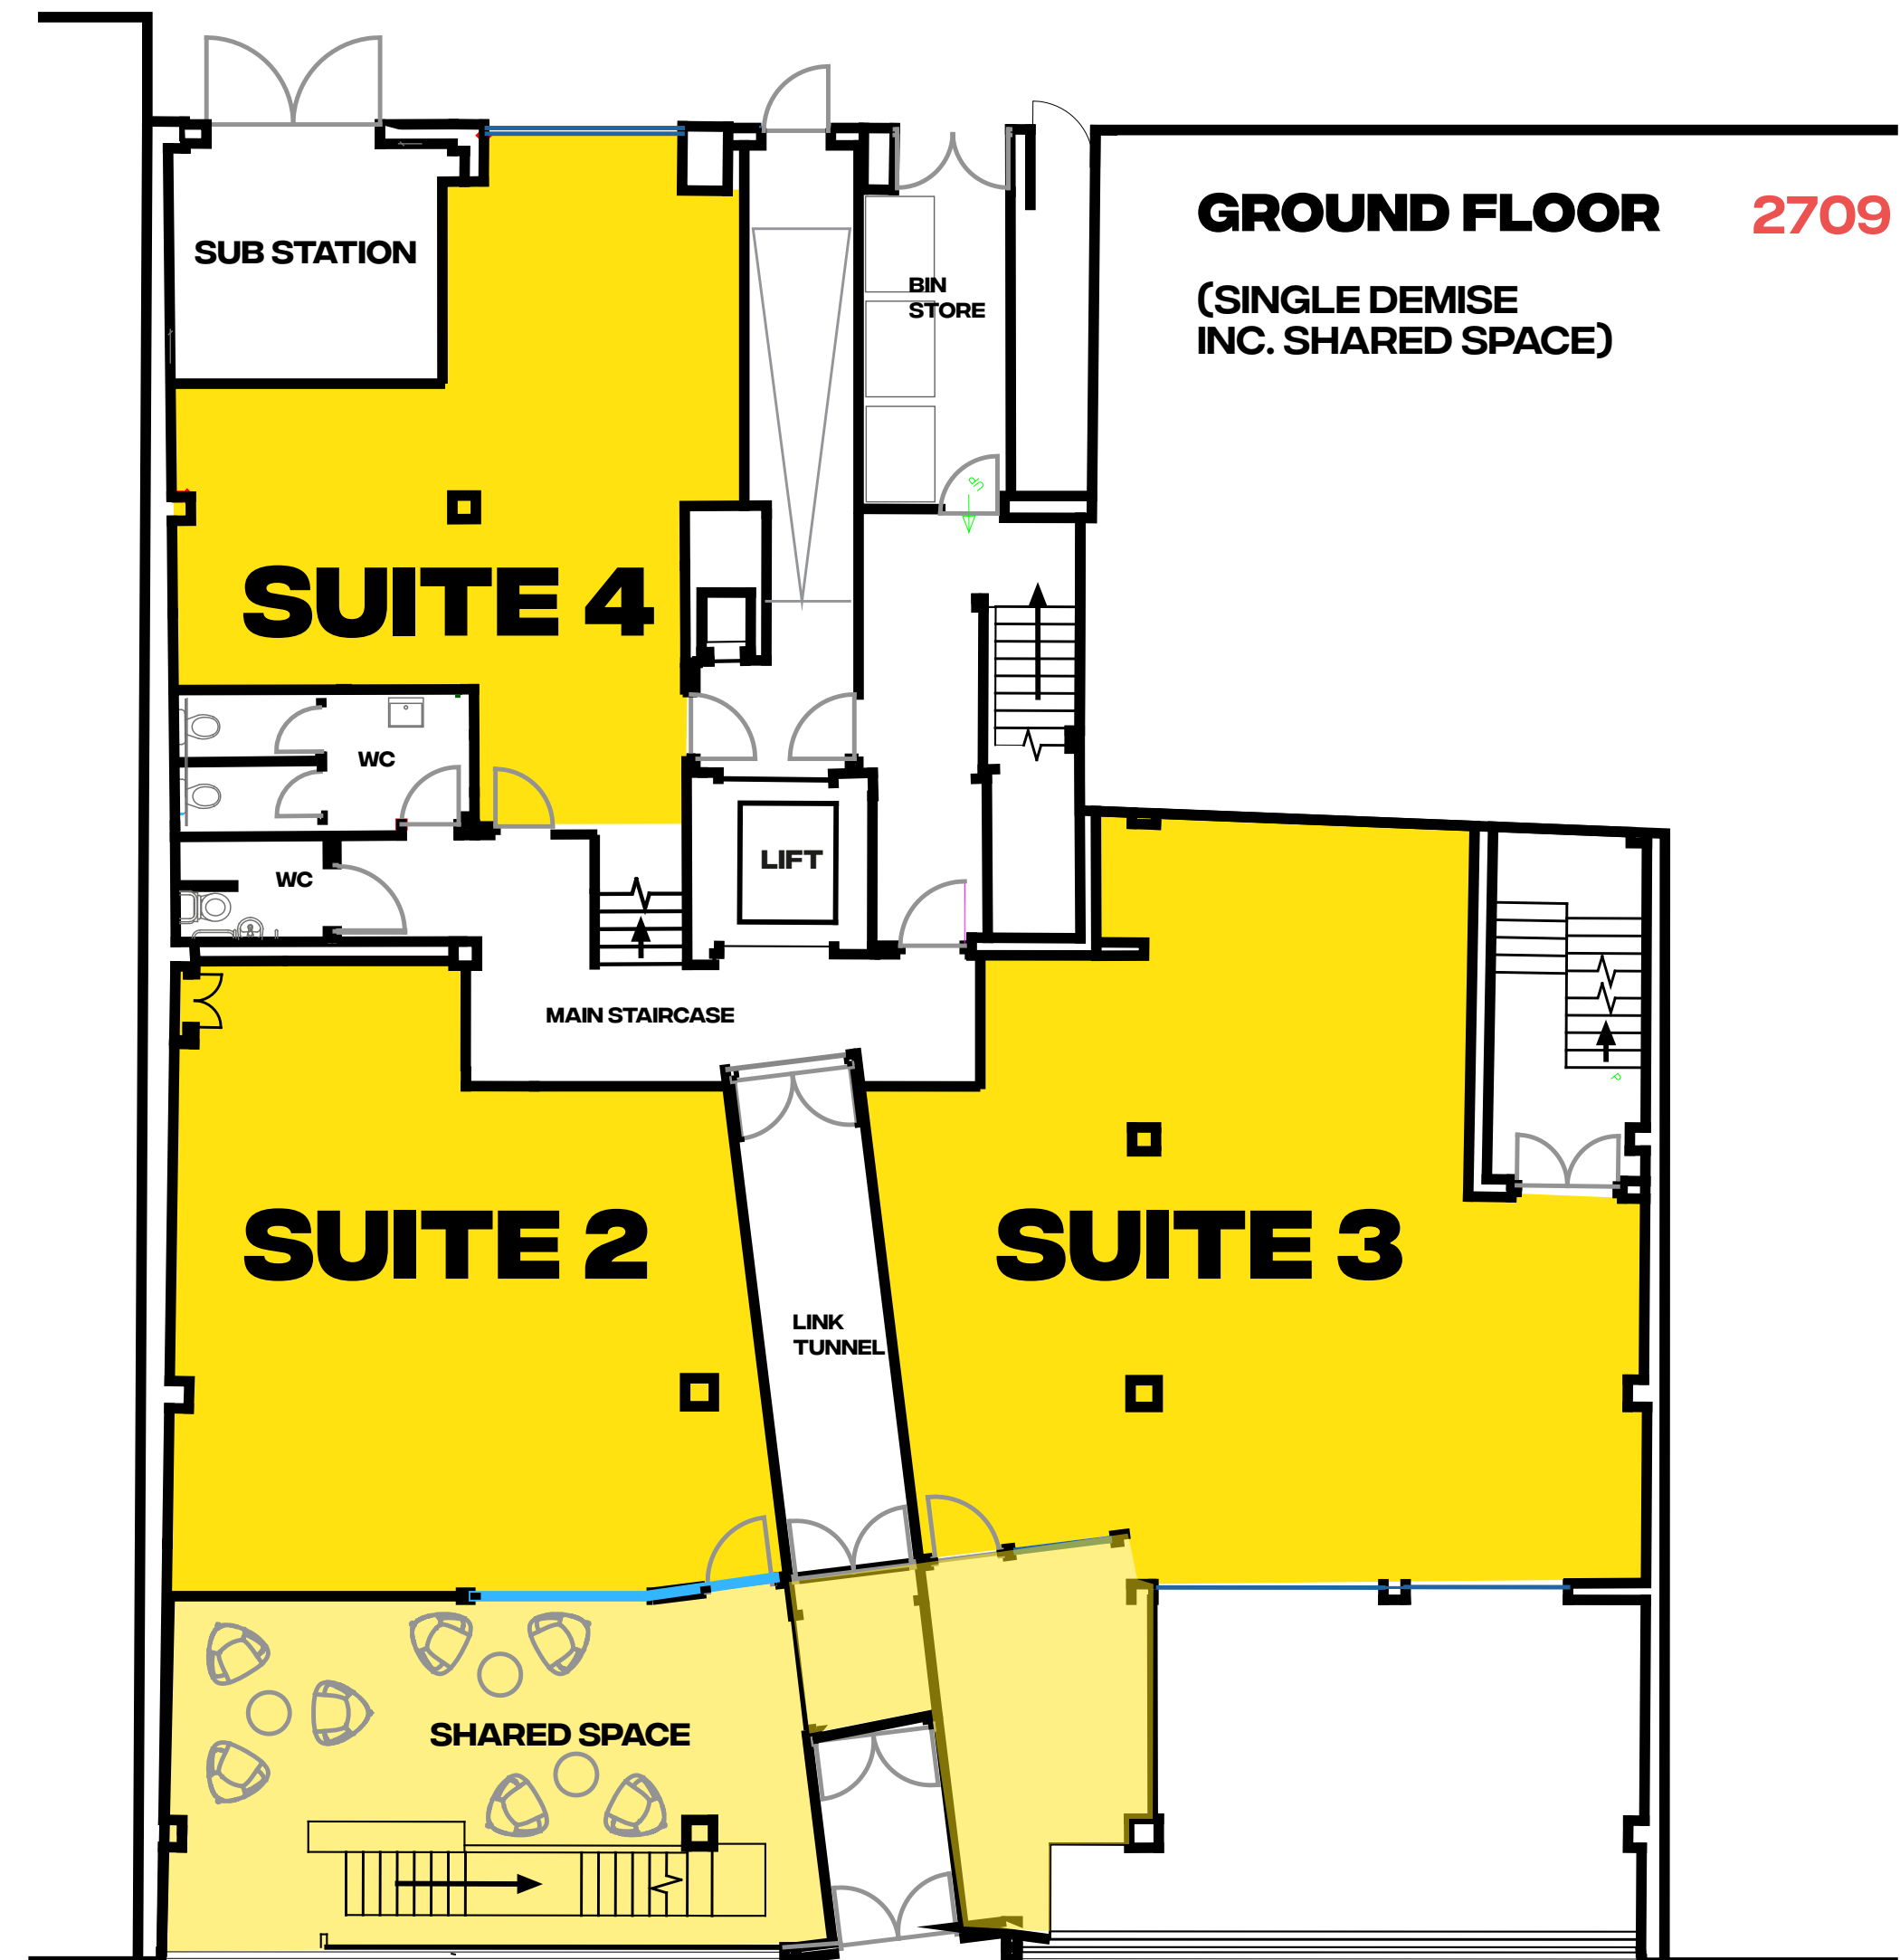 GROUND FLOOR 2709
(SINGLE DEMISE
INC. SHARED SPACE)
SUB STATION
BIN
STORE
UP
SUITE 4
WC
LIFT
WC
MAIN STAIRCASE
SUITE 2
SUITE 3
LINK
TUNNEL
SHARED SPACE